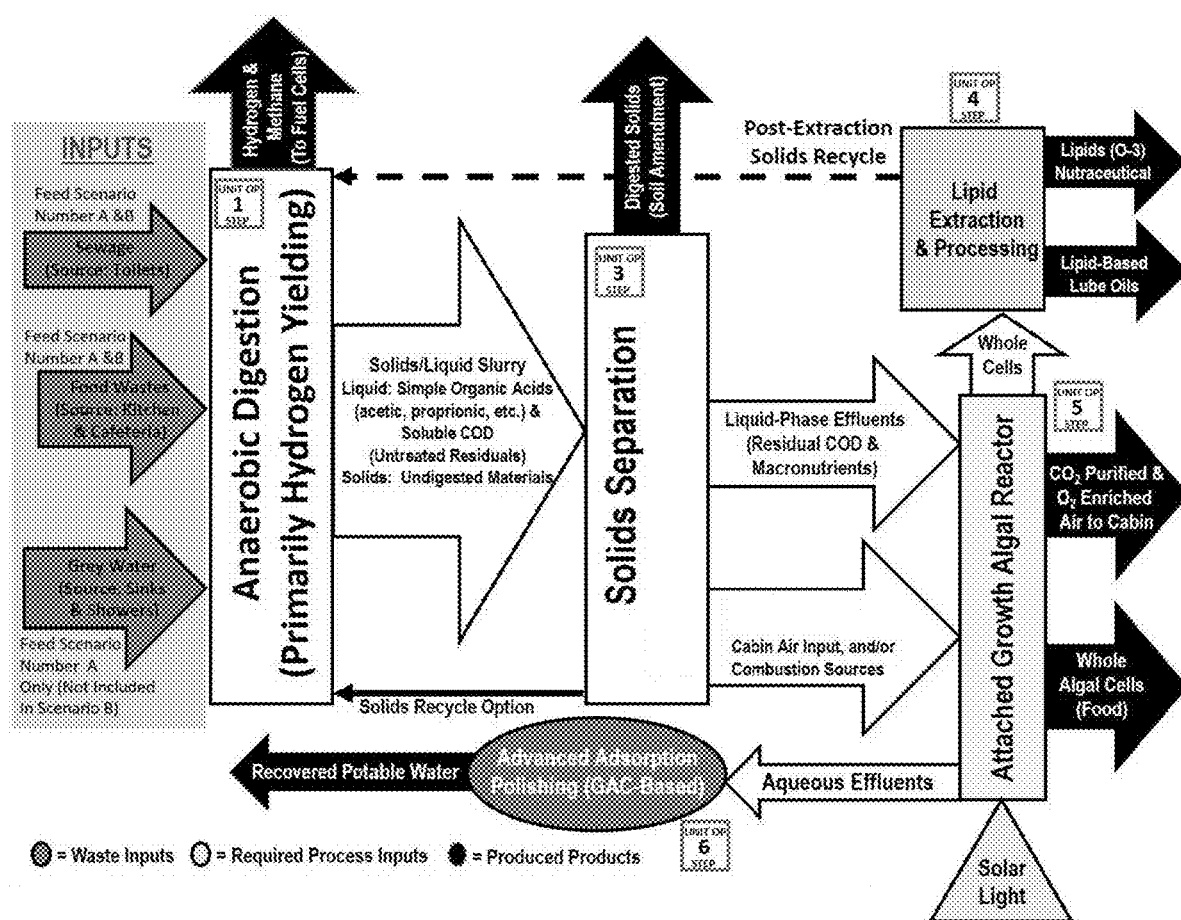 Hydrogen &
Methane
(To Fuel Cells)
Digested Solids
(Soil Amendment)
UNIT OP
4
STEP
Post-Extraction
Solids Recycle
Lipid
Extraction
& Processing
Lipids (O-3)
Nutraceutical
Lipid-Based
Lube Oils
INPUTS
Feed Scenario
Number A &B
Sewage
(Source: Toilets)
Feed Scenario
Number A &B
Food Wastes
(Source: Kitchen
& Cafeteria)
Grey Water
(Source: Sinks
& Showers)
Feed Scenario
Number A
Only (Not Included
In Scenario B)
UNIT OP
1
STEP
Anaerobic Digestion
(Primarily Hydrogen Yielding)
Solids/Liquid Slurry
Liquid: Simple Organic Acids
(acetic, proprionic, etc.) &
Soluble COD
(Untreated Residuals)
Solids: Undigested Materials
UNIT OP
3
STEP
Solids Separation
Liquid-Phase Effluents
(Residual COD &
Macronutrients)
Cabin Air Input, and/or
Combustion Sources
Whole
Cells
UNIT OP
5
STEP
Attached Growth Algal Reactor
CO2 Purified &
O2 Enriched
Air to Cabin
Whole
Algal Cells
(Food)
Solids Recycle Option
Recovered Potable Water
Advanced Adsorption
Polishing (GAC-Based)
Aqueous Effluents
UNIT OP
6
STEP
Solar
Light
= Waste Inputs
= Required Process Inputs
= Produced Products